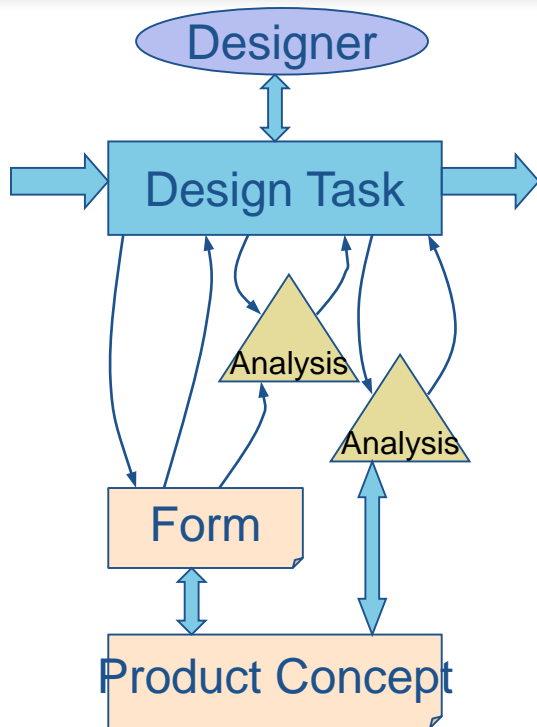 Designer
Design Task
Analysis
Analysis
Form
Product Concept